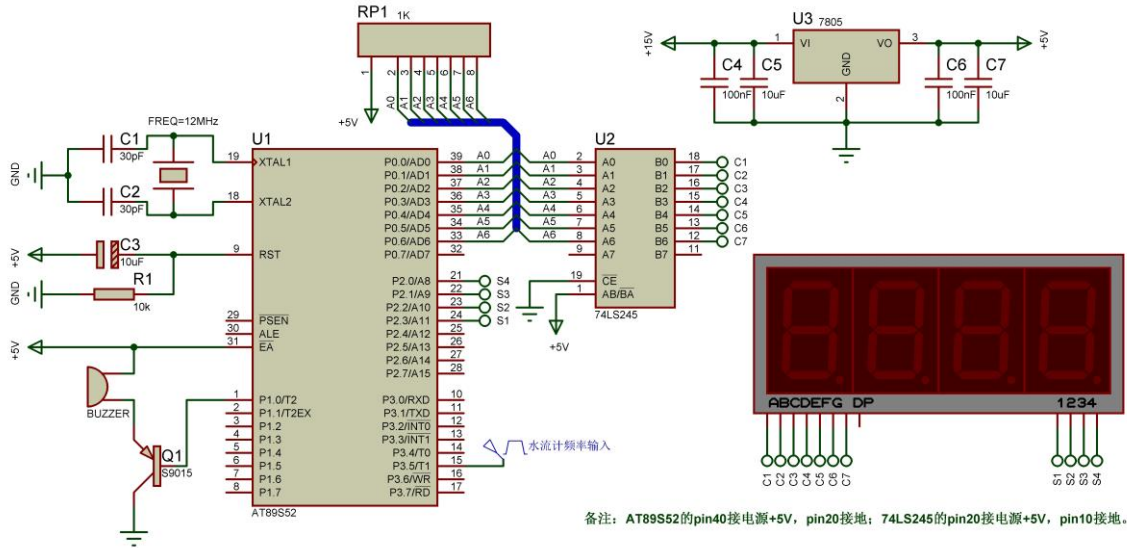 RP1 1K
1 2 3 4 5 6 7 8
A0 A1 A2 A3 A4 A5 A6
+5V
U3 7805
+15V
1 VI VO 3
GND
2
+5V
C4
100nF
C5
10uF
C6
100nF
C7
10uF
FREQ=12MHz
C1
30pF
C2
30pF
GND
C3
10uF
+5V
R1
10k
GND
+5V
BUZZER
Q1
S9015
U1
19 XTAL1
18 XTAL2
9 RST
29 PSEN
30 ALE
31 EA
1 P1.0/T2
2 P1.1/T2EX
3 P1.2
4 P1.3
5 P1.4
6 P1.5
7 P1.6
8 P1.7
P0.0/AD0 39 A0
P0.1/AD1 38 A1
P0.2/AD2 37 A2
P0.3/AD3 36 A3
P0.4/AD4 35 A4
P0.5/AD5 34 A5
P0.6/AD6 33 A6
P0.7/AD7 32
P2.0/A8 21 S4
P2.1/A9 22 S3
P2.2/A10 23 S2
P2.3/A11 24 S1
P2.4/A12 25
P2.5/A13 26
P2.6/A14 27
P2.7/A15 28
P3.0/RXD 10
P3.1/TXD 11
P3.2/INT0 12
P3.3/INT1 13
P3.4/T0 14
P3.5/T1 15
P3.6/WR 16
P3.7/RD 17
AT89S52
水流计频率输入
U2
A0 2 A0 B0 18 C1
A1 3 A1 B1 17 C2
A2 4 A2 B2 16 C3
A3 5 A3 B3 15 C4
A4 6 A4 B4 14 C5
A5 7 A5 B5 13 C6
A6 8 A6 B6 12 C7
9 A7 B7 11
19 CE
1 AB/BA
74LS245
+5V
ABCDEFG DP 1234
C1 C2 C3 C4 C5 C6 C7 S1 S2 S3 S4
备注：AT89S52的pin40接电源+5V，pin20接地；74LS245的pin20接电源+5V，pin10接地。